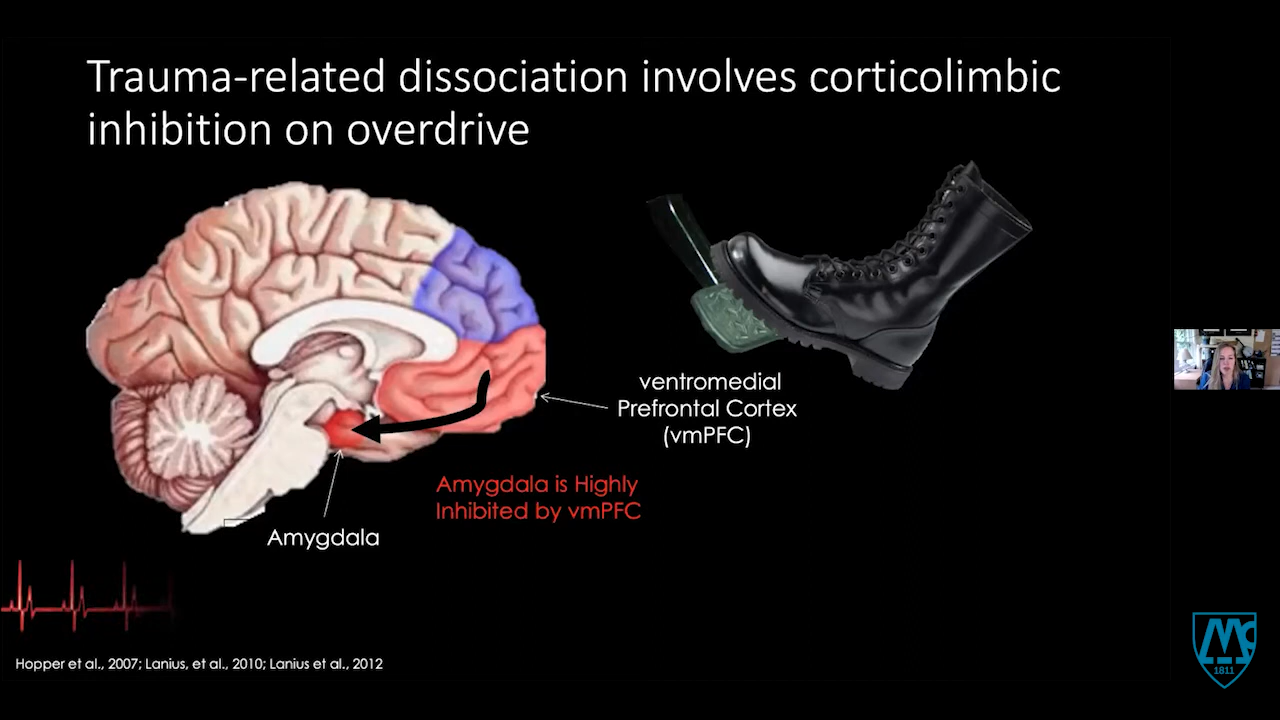 Trauma-related dissociation involves corticolimbic
inhibition on overdrive
ventromedial
Prefrontal Cortex
(vmPFC)
Amygdala is Highly
Inhibited by vmPFC
Amygdala
Hopper et al., 2007; Lanius, et al., 2010; Lanius et al., 2012
1811